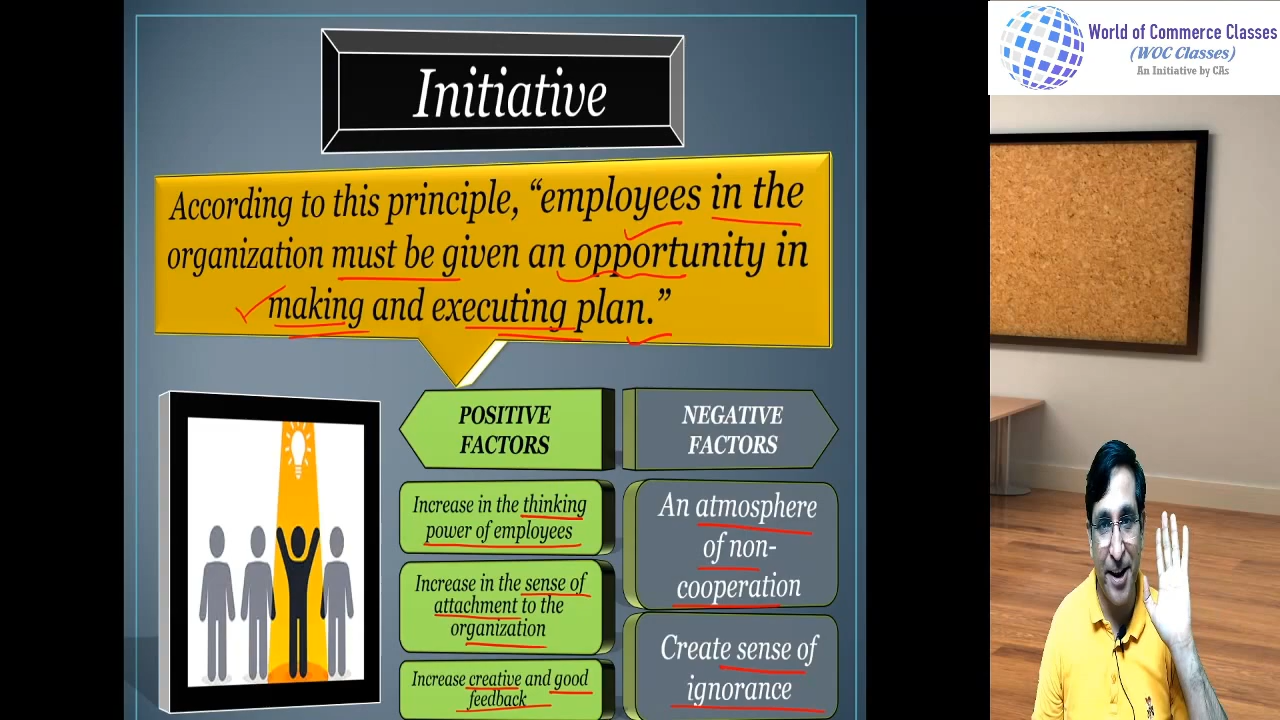 Initiative
According to this principle, “employees in the
organization must be given an opportunity in
making and executing plan.”
POSITIVE
FACTORS
Increase in the thinking
power of employees
Increase in the sense of
attachment to the
organization
Increase creative and good
feedback
NEGATIVE
FACTORS
An atmosphere
of non-
cooperation
Create sense of
ignorance
World of Commerce Classes
(WOC Classes)
An Initiative by CAs